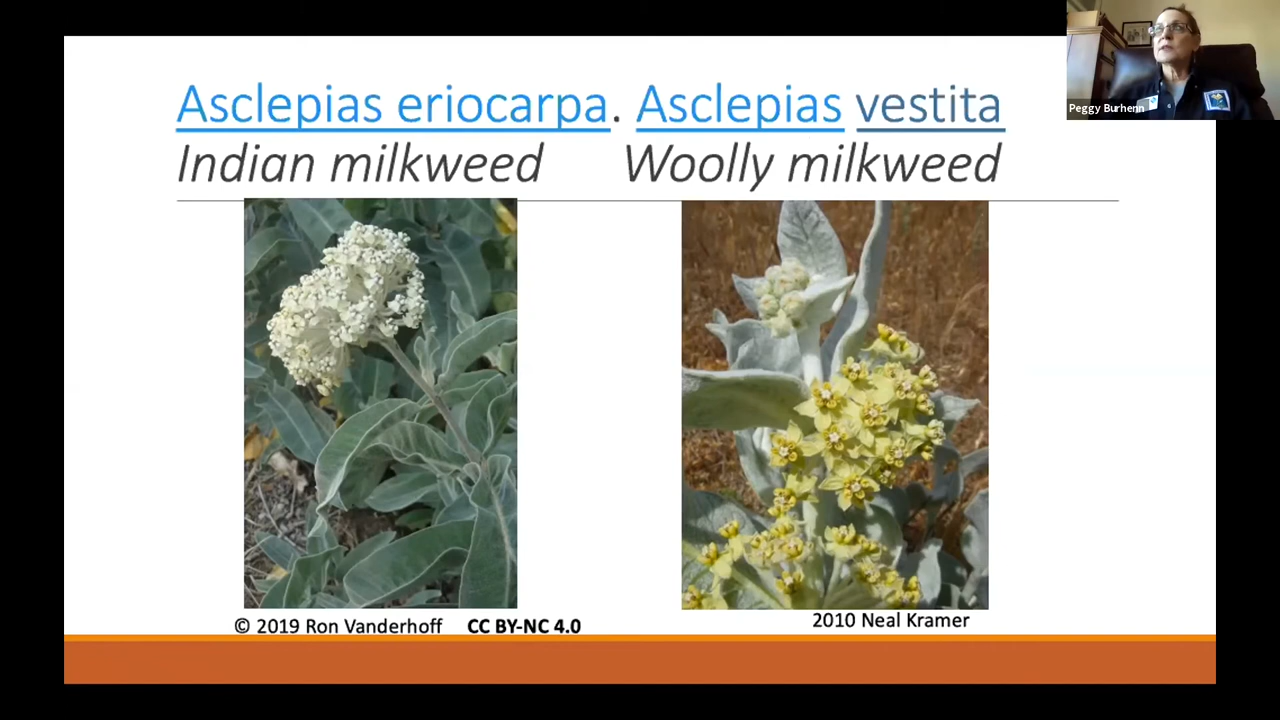 Asclepias eriocarpa. Asclepias vestita
Indian milkweed Woolly milkweed
© 2019 Ron Vanderhoff CC BY-NC 4.0
2010 Neal Kramer
Peggy Burhenn